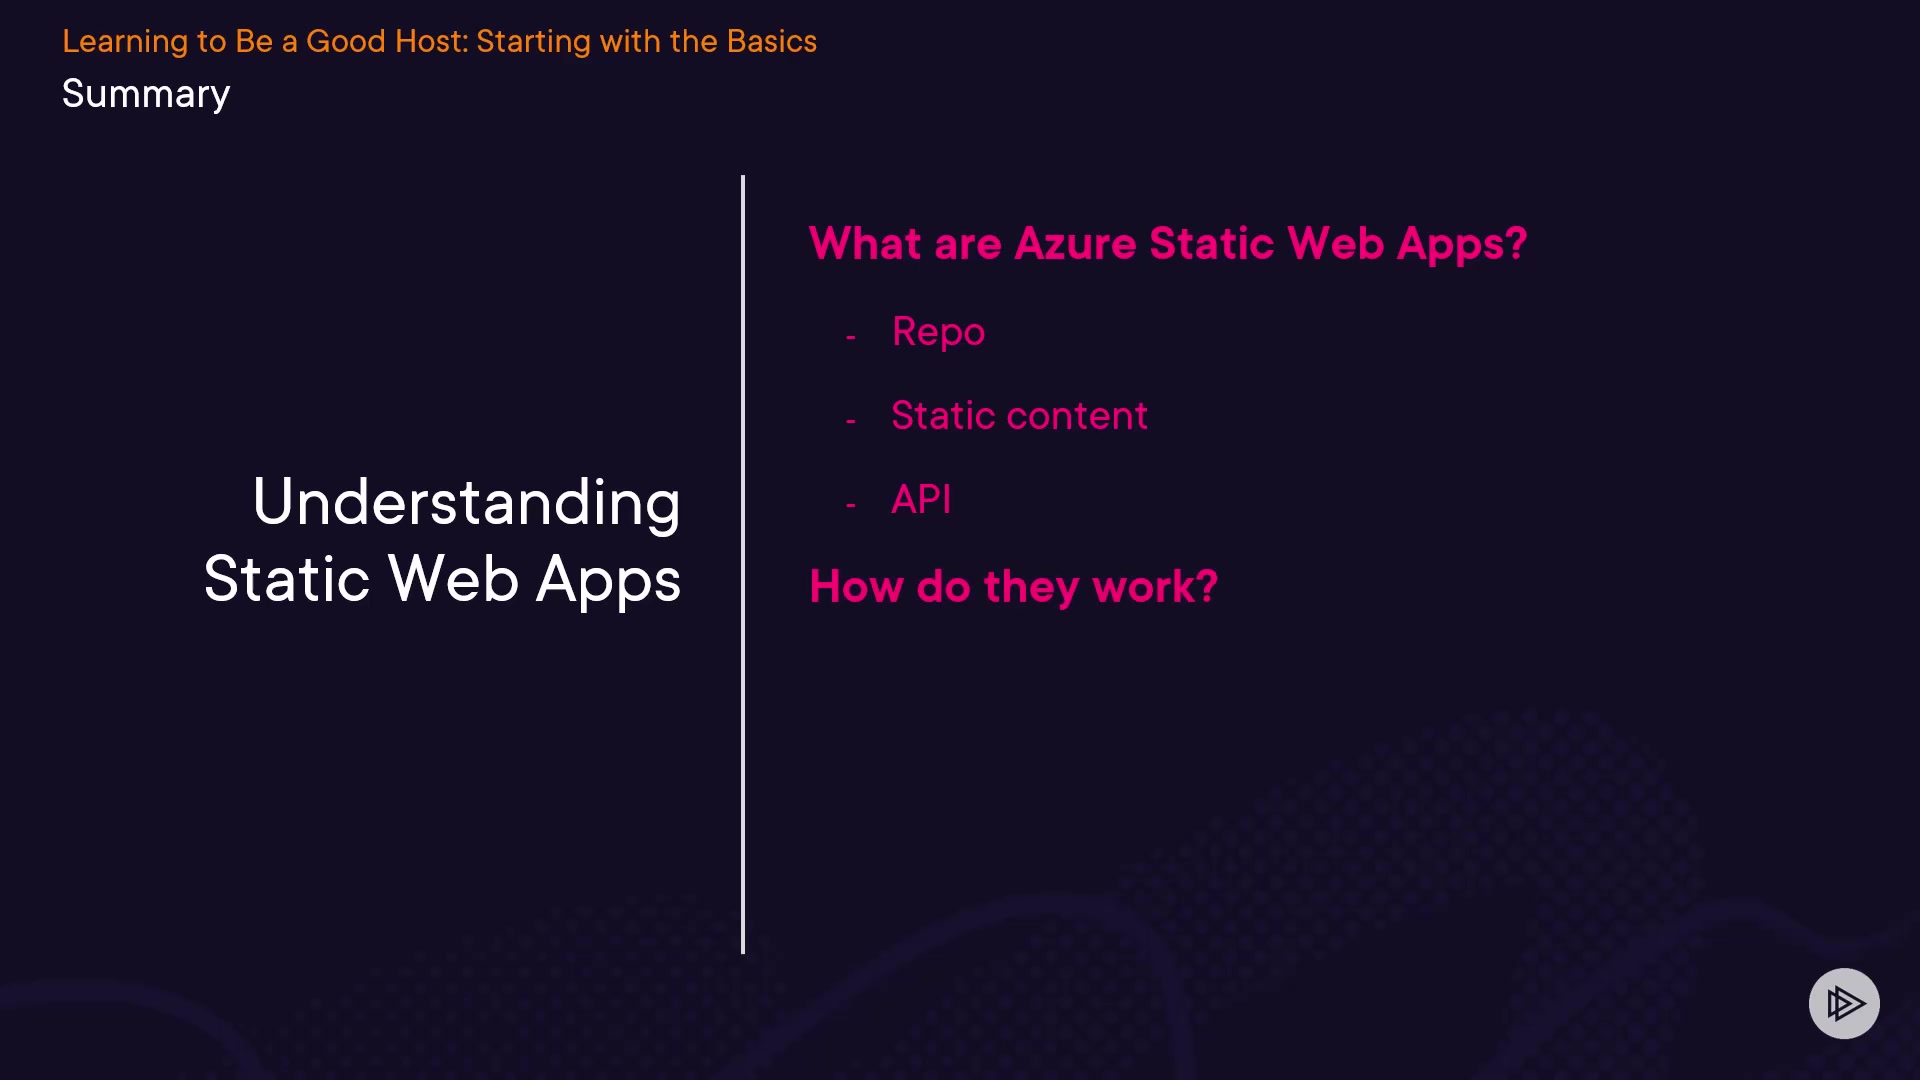 Learning to Be a Good Host: Starting with the Basics
Summary
Understanding
Static Web Apps
What are Azure Static Web Apps?
- Repo
- Static content
- API
How do they work?